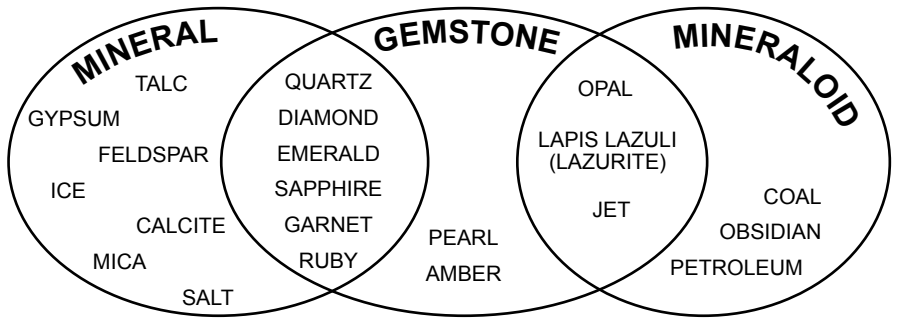 MINERAL
GEMSTONE
MINERALOID
TALC
GYPSUM
FELDSPAR
ICE
CALCITE
MICA
SALT
QUARTZ
DIAMOND
EMERALD
SAPPHIRE
GARNET
RUBY
PEARL
AMBER
OPAL
LAPIS LAZULI
(LAZURITE)
JET
COAL
OBSIDIAN
PETROLEUM